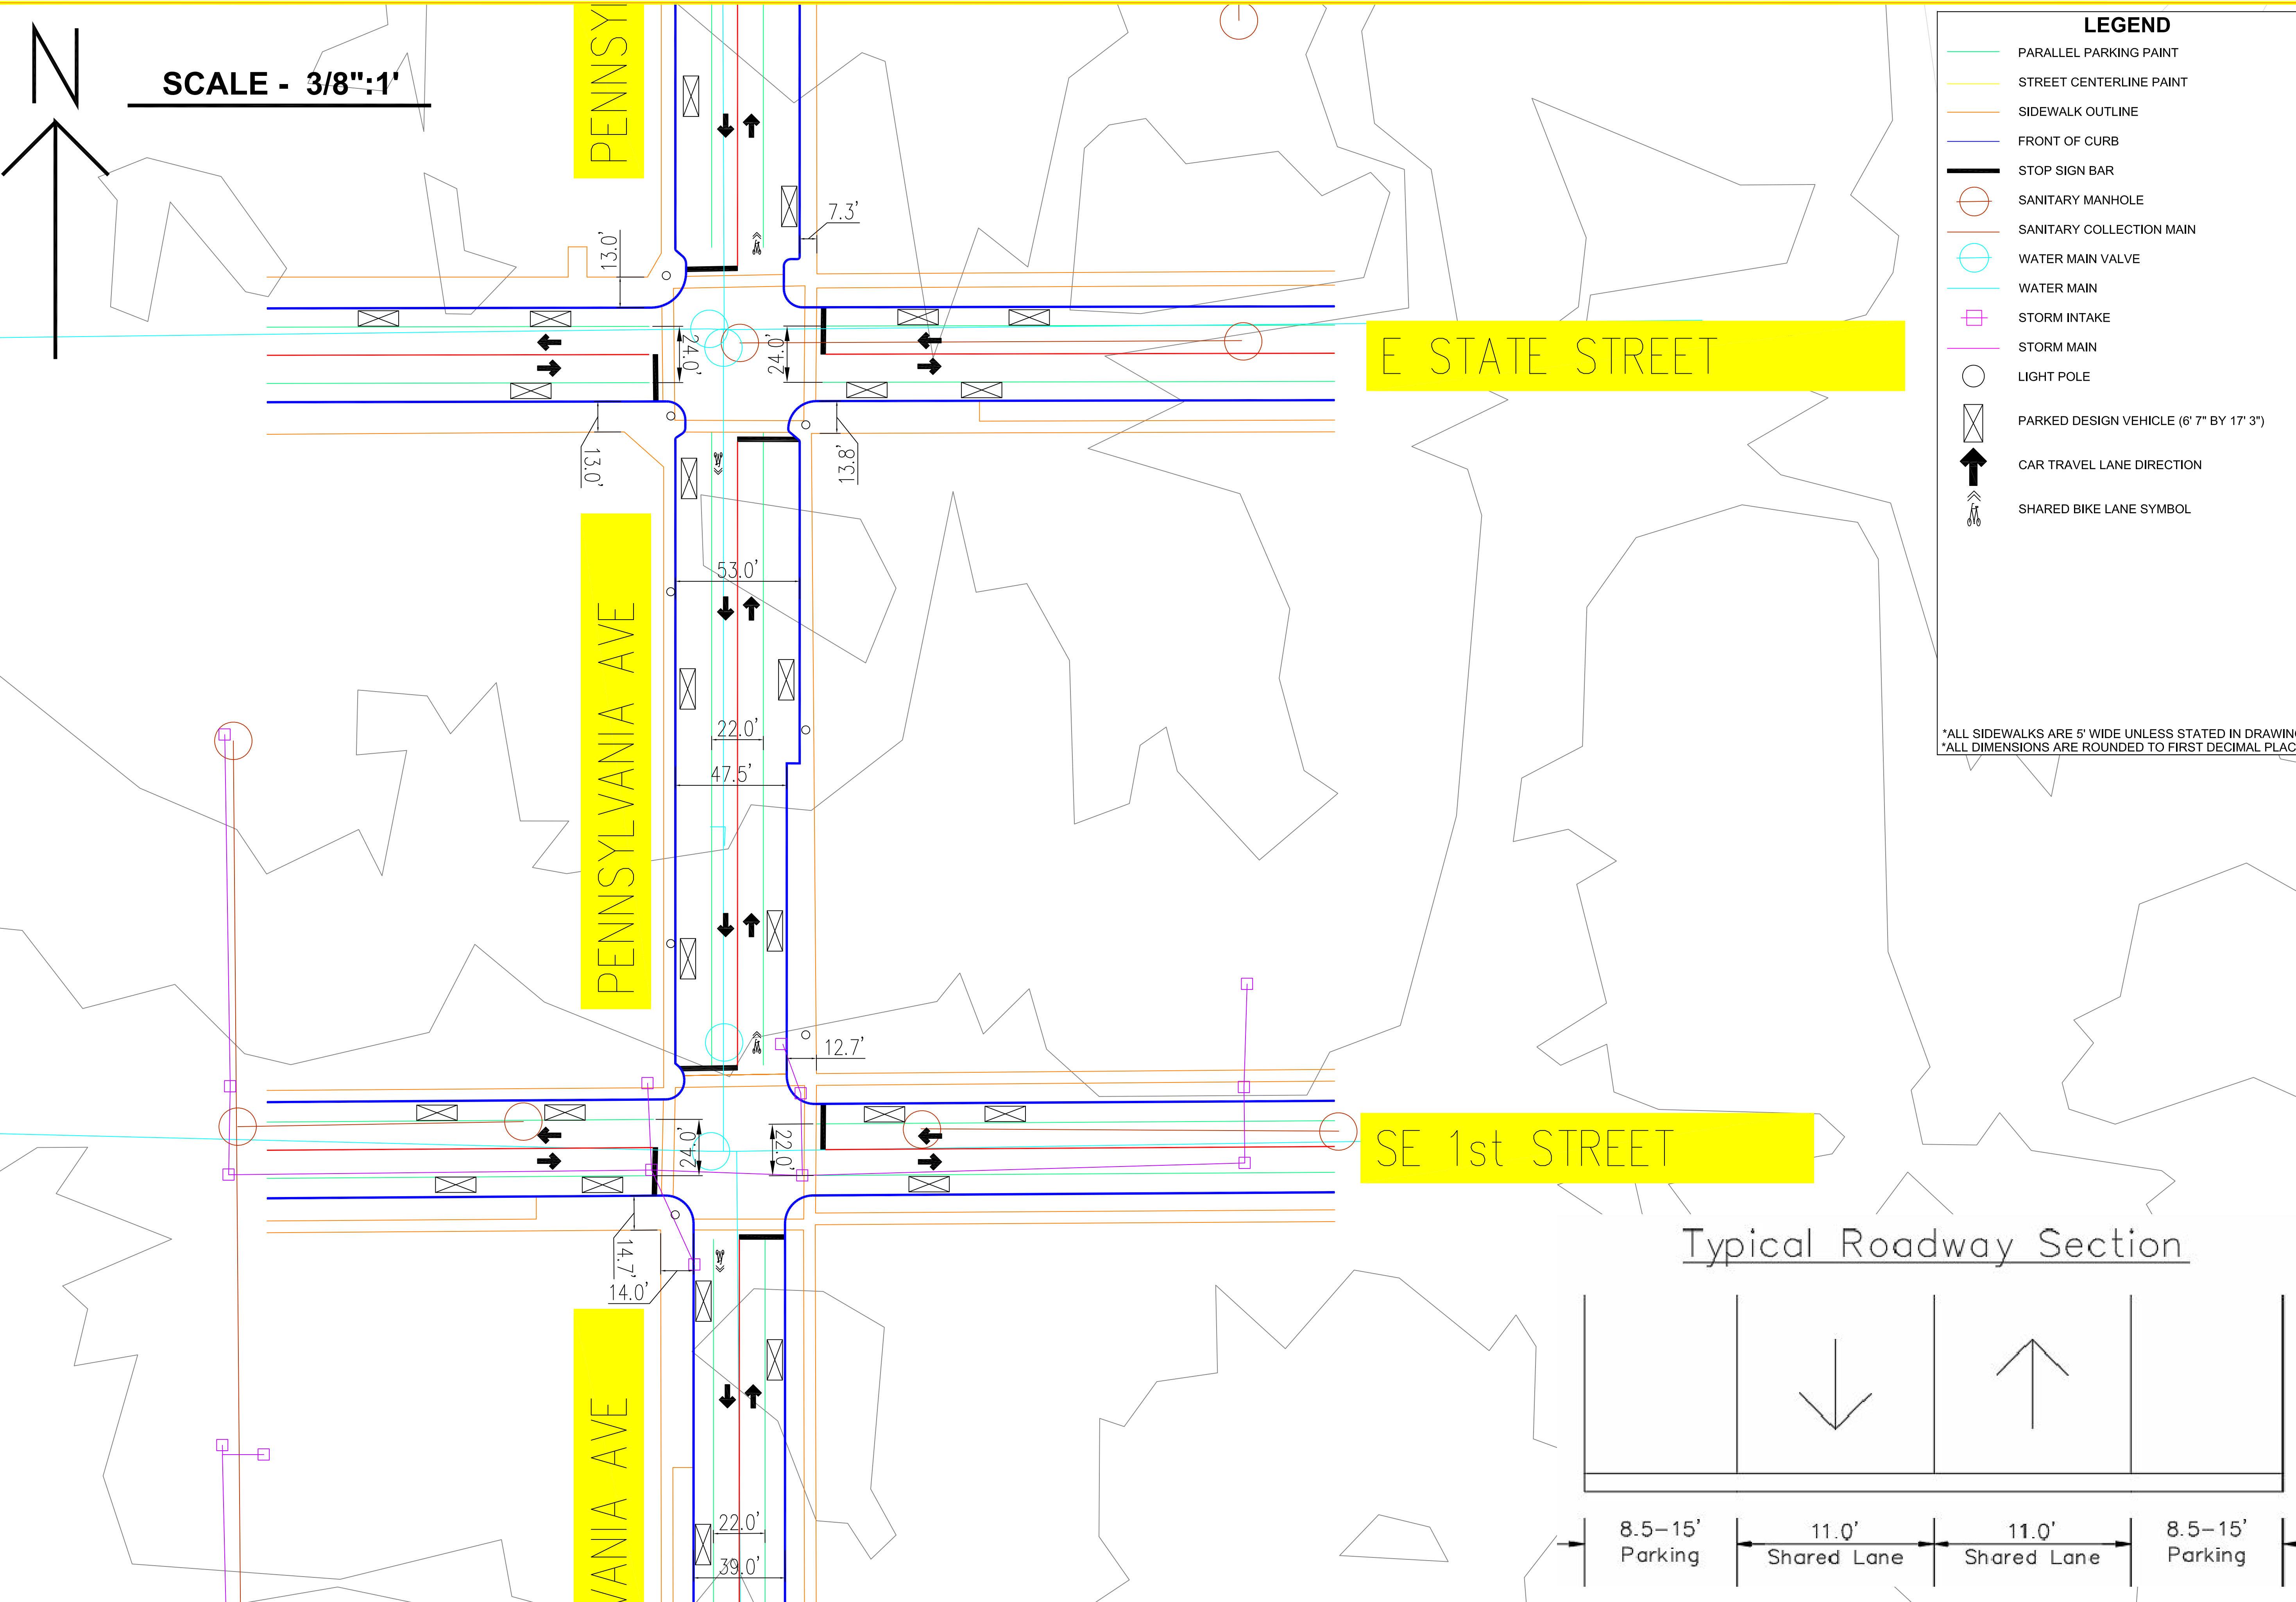 N
SCALE - 3/8":1'
LEGEND
PARALLEL PARKING PAINT
STREET CENTERLINE PAINT
SIDEWALK OUTLINE
FRONT OF CURB
STOP SIGN BAR
SANITARY MANHOLE
SANITARY COLLECTION MAIN
WATER MAIN VALVE
WATER MAIN
STORM INTAKE
STORM MAIN
LIGHT POLE
PARKED DESIGN VEHICLE (6' 7" BY 17' 3")
CAR TRAVEL LANE DIRECTION
SHARED BIKE LANE SYMBOL
*ALL SIDEWALKS ARE 5' WIDE UNLESS STATED IN DRAWING
*ALL DIMENSIONS ARE ROUNDED TO FIRST DECIMAL PLAC
PENNSY
7.3'
13.0'
24.0'
24.0'
E STATE STREET
13.0'
13.8'
53.0'
PENNSYLVANIA AVE
22.0'
47.5'
12.7'
24.0'
22.0'
SE 1st STREET
14.7'
14.0'
VANIA AVE
22.0'
39.0'
Typical Roadway Section
8.5-15' 11.0' 11.0' 8.5-15'
Parking Shared Lane Shared Lane Parking